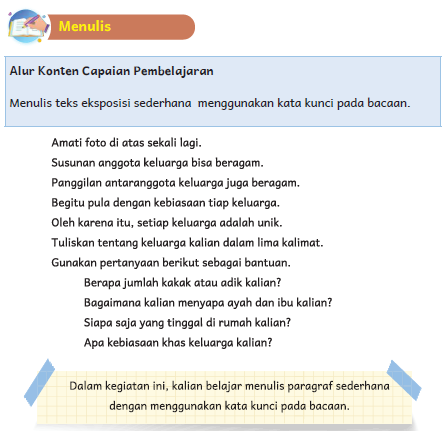 Menulis
Alur Konten Capaian Pembelajaran
Menulis teks eksposisi sederhana menggunakan kata kunci pada bacaan.
Amati foto di atas sekali lagi.
Susunan anggota keluarga bisa beragam.
Panggilan antaranggota keluarga juga beragam.
Begitu pula dengan kebiasaan tiap keluarga.
Oleh karena itu, setiap keluarga adalah unik.
Tuliskan tentang keluarga kalian dalam lima kalimat.
Gunakan pertanyaan berikut sebagai bantuan.
Berapa jumlah kakak atau adik kalian?
Bagaimana kalian menyapa ayah dan ibu kalian?
Siapa saja yang tinggal di rumah kalian?
Apa kebiasaan khas keluarga kalian?
Dalam kegiatan ini, kalian belajar menulis paragraf sederhana
dengan menggunakan kata kunci pada bacaan.